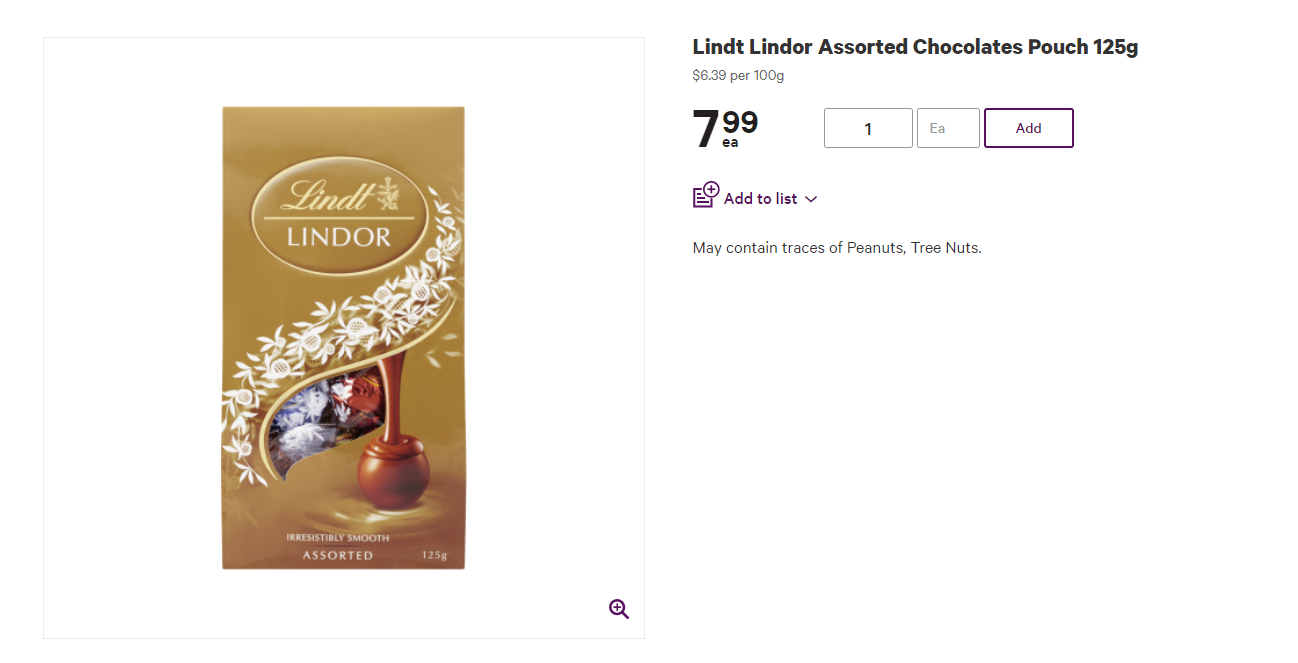 Lindt
LINDOR
IRRESISTIBLY SMOOTH
ASSORTED
125g
Lindt Lindor Assorted Chocolates Pouch 125g
$6.39 per 100g
7 99
ea
1
Ea
Add
Add to list
May contain traces of Peanuts, Tree Nuts.